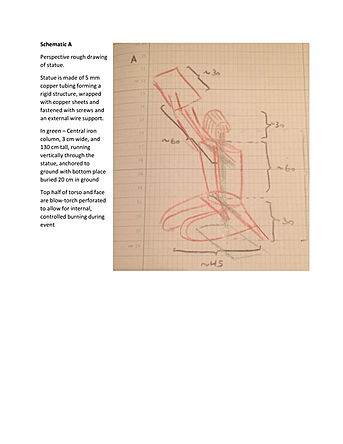 Schematic A
Perspective rough drawing
of statue.
Statue is made of 5 mm
copper tubing forming a
rigid structure, wrapped
with copper sheets and
fastened with screws and
an external wire support.
In green – Central iron
column, 3 cm wide, and
130 cm tall, running
vertically through the
statue, anchored to
ground with bottom place
buried 20 cm in ground
Top half of torso and face
are blow-torch perforated
to allow for internal,
controlled burning during
event
A
~30
30
~60
~60
30
~45